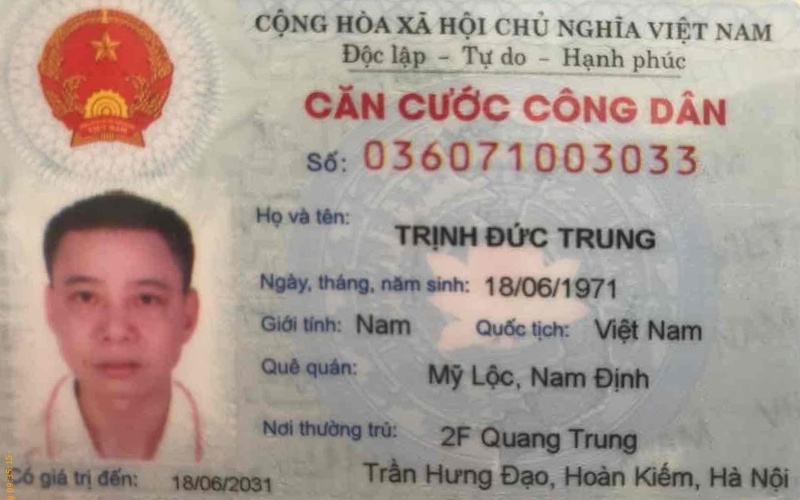 CỘNG HÒA XÃ HỘI CHỦ NGHĨA VIỆT NAM
Độc lập - Tự do - Hạnh phúc
CĂN CƯỚC CÔNG DÂN
Số: 036071003033
Họ và tên:
TRỊNH ĐỨC TRUNG
Ngày, tháng, năm sinh: 18/06/1971
Giới tính: Nam Quốc tịch: Việt Nam
Quê quán:
Mỹ Lộc, Nam Định
Nơi thường trú: 2F Quang Trung
Trần Hưng Đạo, Hoàn Kiếm, Hà Nội
Có giá trị đến: 18/06/2031